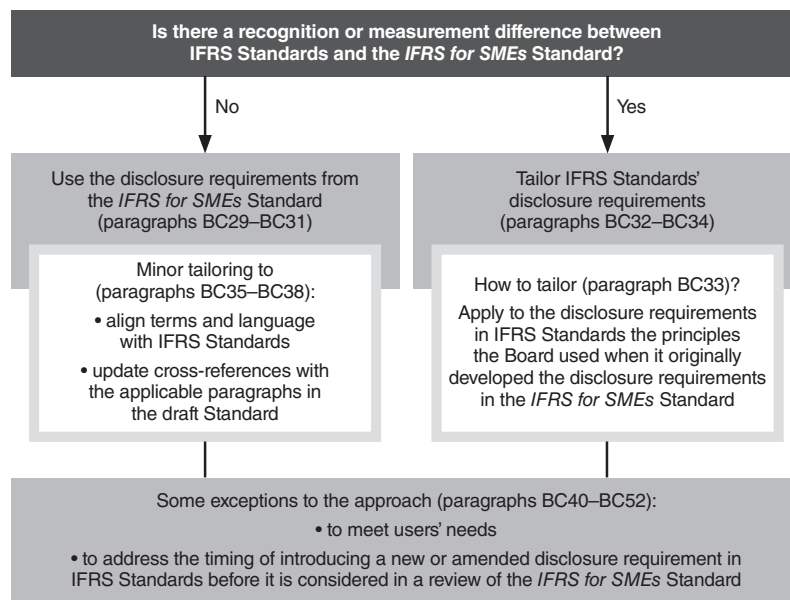 Is there a recognition or measurement difference between
IFRS Standards and the IFRS for SMEs Standard?
No
Yes
Use the disclosure requirements from
the IFRS for SMEs Standard
(paragraphs BC29–BC31)
Minor tailoring to
(paragraphs BC35–BC38):
• align terms and language
with IFRS Standards
• update cross-references with
the applicable paragraphs in
the draft Standard
Tailor IFRS Standards’
disclosure requirements
(paragraphs BC32–BC34)
How to tailor (paragraph BC33)?
Apply to the disclosure requirements
in IFRS Standards the principles
the Board used when it originally
developed the disclosure requirements
in the IFRS for SMEs Standard
Some exceptions to the approach (paragraphs BC40–BC52):
• to meet users’ needs
• to address the timing of introducing a new or amended disclosure requirement in
IFRS Standards before it is considered in a review of the IFRS for SMEs Standard